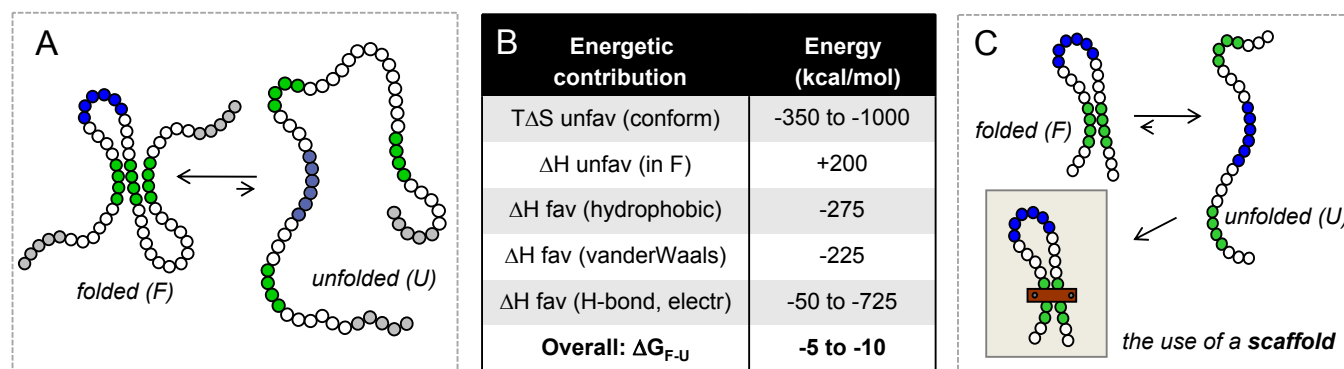 A
folded (F)
unfolded (U)
B
Energetic contribution Energy (kcal/mol)
TΔS unfav (conform) -350 to -1000
ΔH unfav (in F) +200
ΔH fav (hydrophobic) -275
ΔH fav (vanderWaals) -225
ΔH fav (H-bond, electr) -50 to -725
Overall: ΔG_F-U -5 to -10
C
folded (F)
unfolded (U)
the use of a scaffold